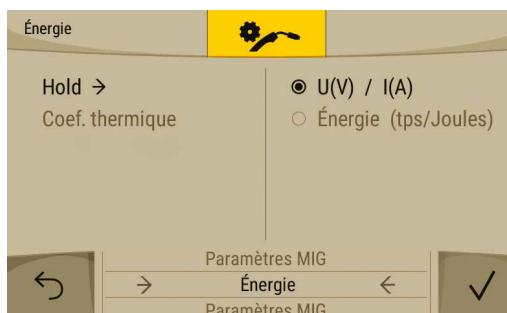 Énergie
Hold →
Coef. thermique
U(V) / I(A)
Énergie (tps/Joules)
Paramètres MIG
→ Énergie ←
Paramètres MIG